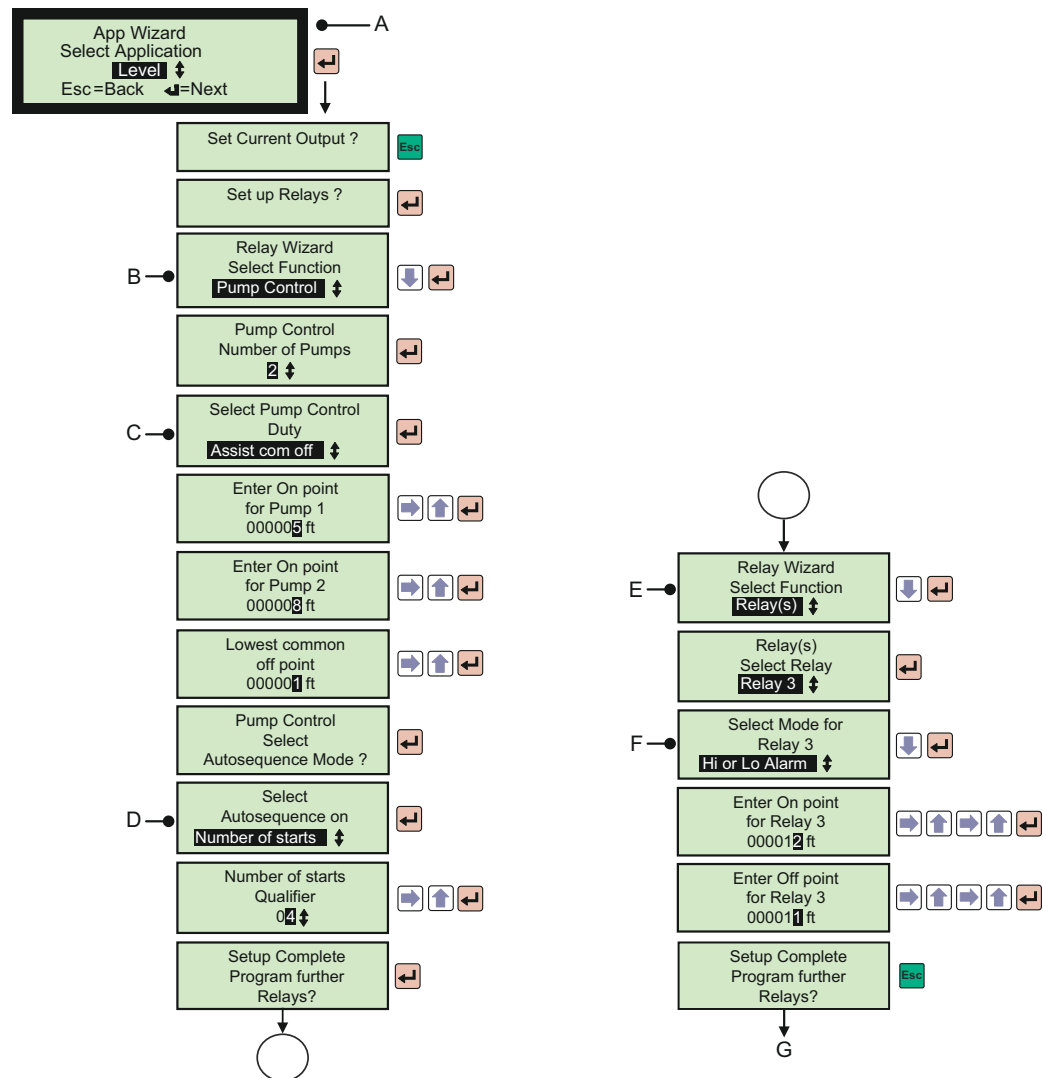 A
App Wizard
Select Application
Level
Esc=Back =Next
Set Current Output ?
Esc
Set up Relays ?
B
Relay Wizard
Select Function
Pump Control
Pump Control
Number of Pumps
2
C
Select Pump Control
Duty
Assist com off
Enter On point
for Pump 1
000005 ft
Enter On point
for Pump 2
000008 ft
Lowest common
off point
000001 ft
Pump Control
Select
Autosequence Mode ?
D
Select
Autosequence on
Number of starts
Number of starts
Qualifier
04
Setup Complete
Program further
Relays?
E
Relay Wizard
Select Function
Relay(s)
Relay(s)
Select Relay
Relay 3
F
Select Mode for
Relay 3
Hi or Lo Alarm
Enter On point
for Relay 3
000012 ft
Enter Off point
for Relay 3
000011 ft
Setup Complete
Program further
Relays?
Esc
G